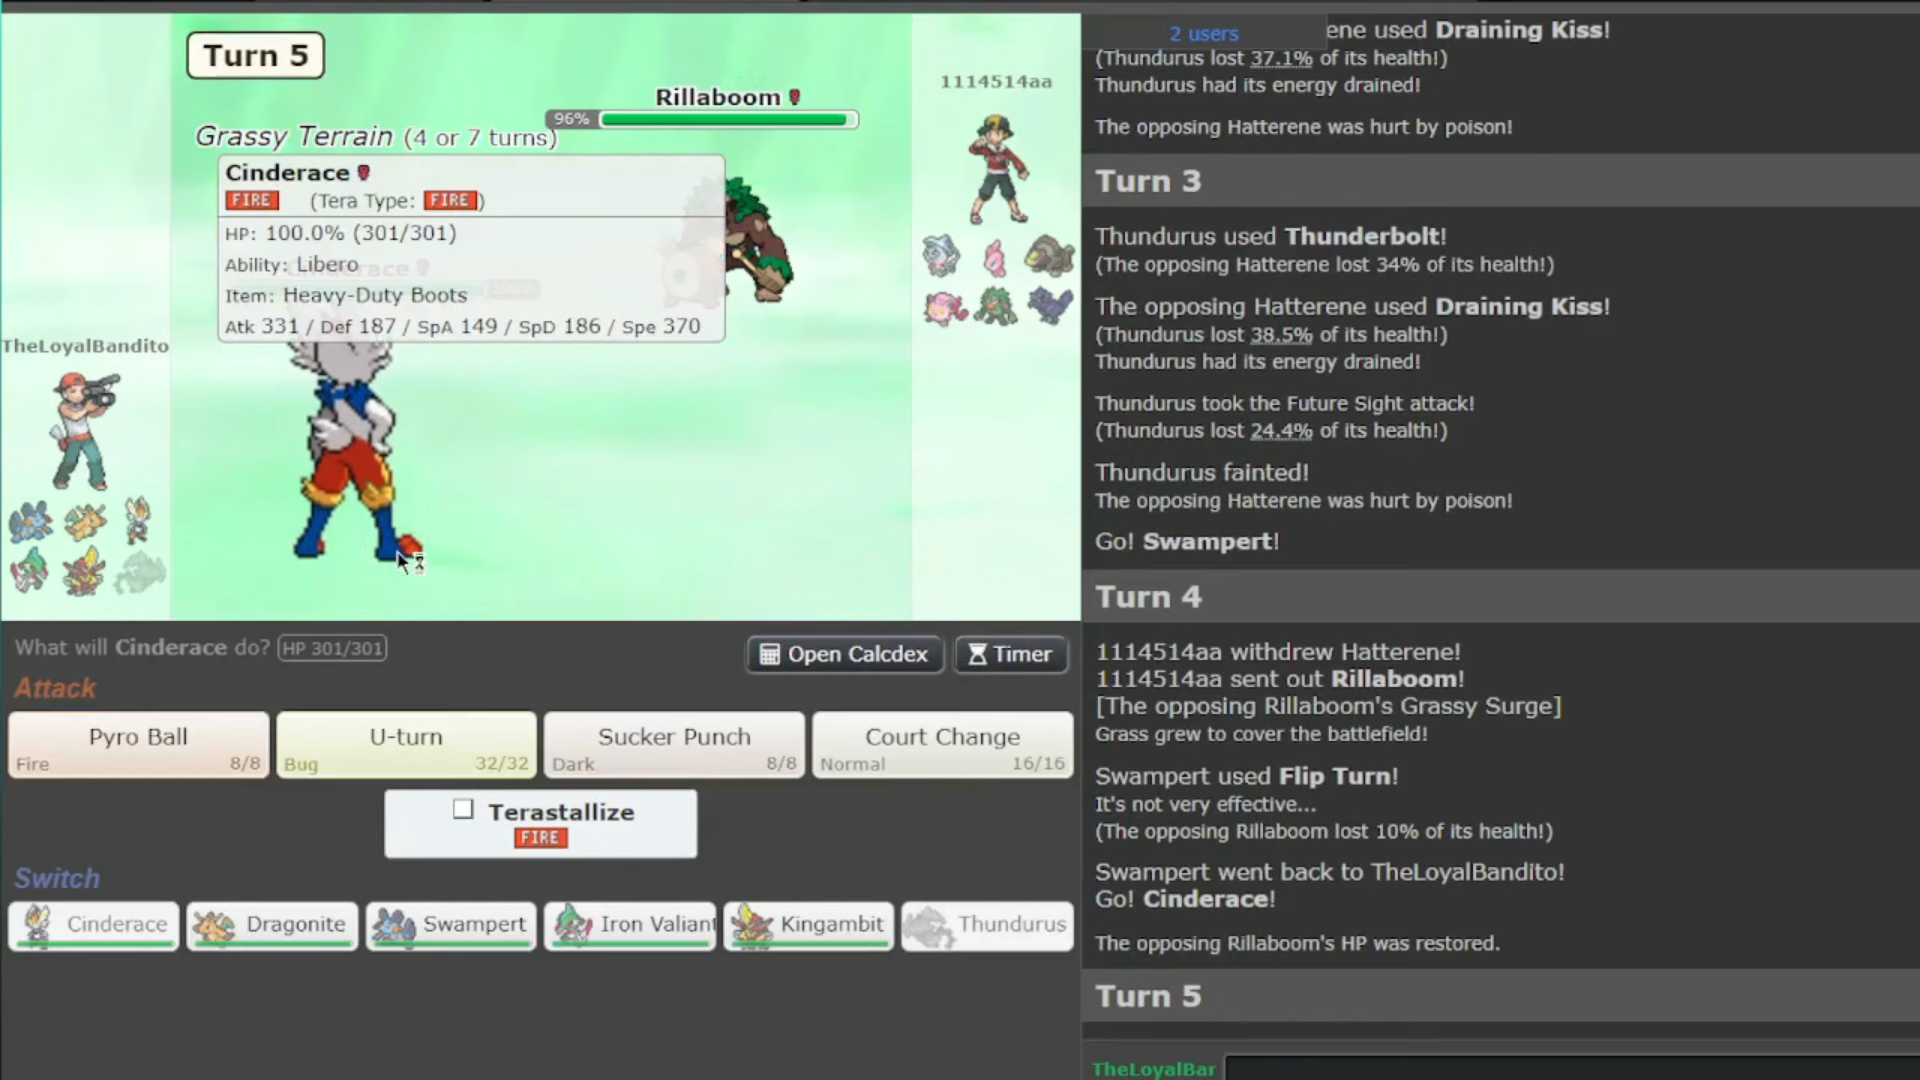 Turn 5
Rillaboom
96%
Grassy Terrain (4 or 7 turns)
Cinderace
FIRE (Tera Type: FIRE)
HP: 100.0% (301/301)
Ability: Libero
Item: Heavy-Duty Boots
Atk 331 / Def 187 / SpA 149 / SpD 186 / Spe 370
1114514aa
TheLoyalBandito
What will Cinderace do? HP 301/301
Open Calcdex
Timer
Attack
Pyro Ball
Fire 8/8
U-turn
Bug 32/32
Sucker Punch
Dark 8/8
Court Change
Normal 16/16
Terastallize
FIRE
Switch
Cinderace
Dragonite
Swampert
Iron Valiant
Kingambit
Thundurus
2 users
ene used Draining Kiss!
(Thundurus lost 37.1% of its health!)
Thundurus had its energy drained!
The opposing Hatterene was hurt by poison!
Turn 3
Thundurus used Thunderbolt!
(The opposing Hatterene lost 34% of its health!)
The opposing Hatterene used Draining Kiss!
(Thundurus lost 38.5% of its health!)
Thundurus had its energy drained!
Thundurus took the Future Sight attack!
(Thundurus lost 24.4% of its health!)
Thundurus fainted!
The opposing Hatterene was hurt by poison!
Go! Swampert!
Turn 4
1114514aa withdrew Hatterene!
1114514aa sent out Rillaboom!
[The opposing Rillaboom's Grassy Surge]
Grass grew to cover the battlefield!
Swampert used Flip Turn!
It's not very effective...
(The opposing Rillaboom lost 10% of its health!)
Swampert went back to TheLoyalBandito!
Go! Cinderace!
The opposing Rillaboom's HP was restored.
Turn 5
TheLoyalBar